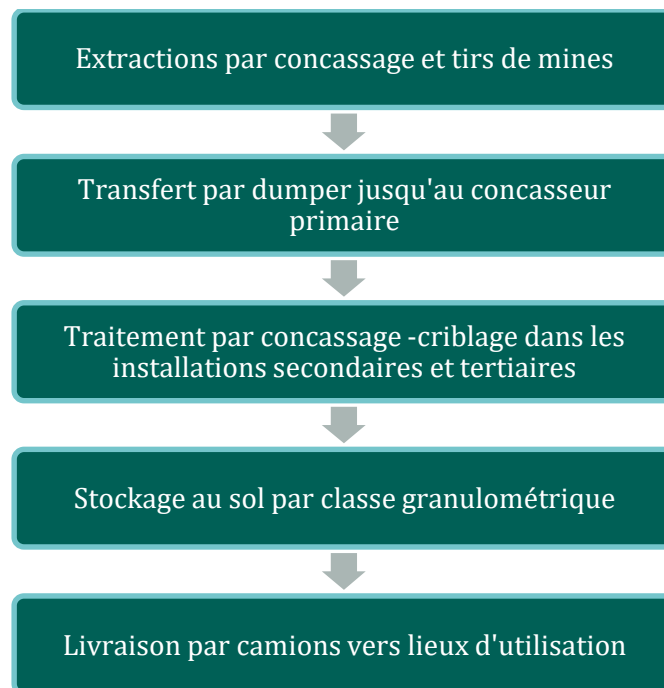 Extractions par concassage et tirs de mines
Transfert par dumper jusqu'au concasseur
primaire
Traitement par concassage -criblage dans les
installations secondaires et tertiaires
Stockage au sol par classe granulométrique
Livraison par camions vers lieux d'utilisation